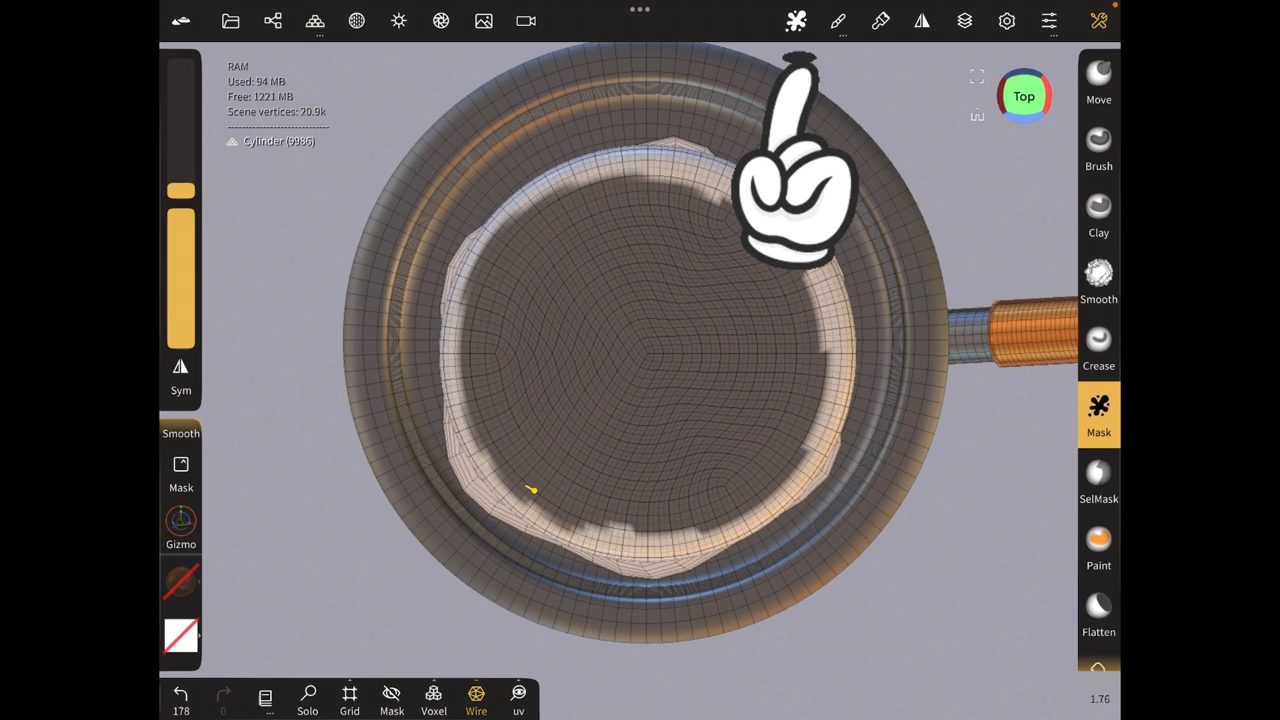 RAM
Used: 94 MB
Free: 1221 MB
Scene vertices: 20.9k
Cylinder (9986)
Top
Sym
Smooth
Mask
Gizmo
Move
Brush
Clay
Smooth
Crease
Mask
SelMask
Paint
Flatten
178
0
...
Solo
Grid
Mask
Voxel
Wire
uv
1.76